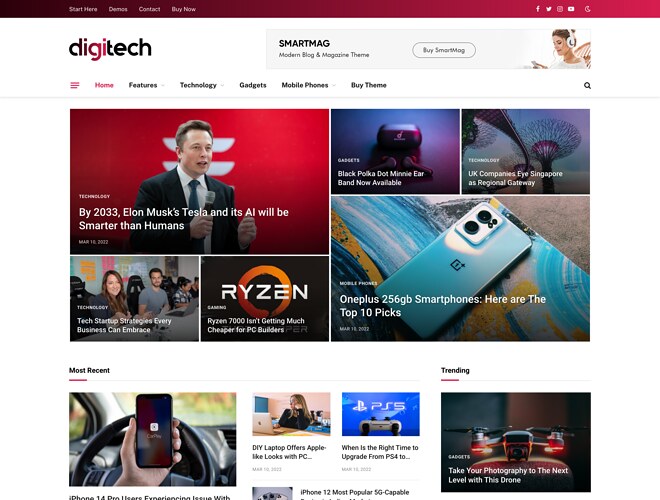 Start Here Demos Contact Buy Now
digitech
SMARTMAG
Modern Blog & Magazine Theme
Buy SmartMag
Home Features Technology Gadgets Mobile Phones Buy Theme
TECHNOLOGY
By 2033, Elon Musk's Tesla and its AI will be
Smarter than Humans
MAR 10, 2022
GADGETS
Black Polka Dot Minnie Ear
Band Now Available
TECHNOLOGY
UK Companies Eye Singapore
as Regional Gateway
TECHNOLOGY
Tech Startup Strategies Every
Business Can Embrace
RYZEN
GAMING
Ryzen 7000 Isn't Getting Much
Cheaper for PC Builders
MOBILE PHONES
Oneplus 256gb Smartphones: Here are The
Top 10 Picks
MAR 10, 2022
Most Recent
CarPlay
iPhone 14 Pro Users Experiencing Issue With
DIY Laptop Offers Apple-
like Looks with PC...
MAR 10, 2022
PS5
When Is the Right Time to
Upgrade From PS4 to...
MAR 10, 2022
iPhone 12 Most Popular 5G-Capable
Trending
GADGETS
Take Your Photography to The Next
Level with This Drone